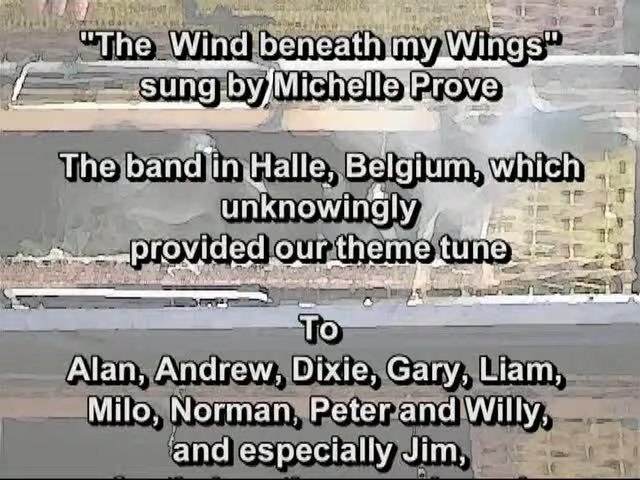 "The Wind beneath my Wings"
sung by Michelle Prove
The band in Halle, Belgium, which
unknowingly
provided our theme tune
To
Alan, Andrew, Dixie, Gary, Liam,
Milo, Norman, Peter and Willy,
and especially Jim,